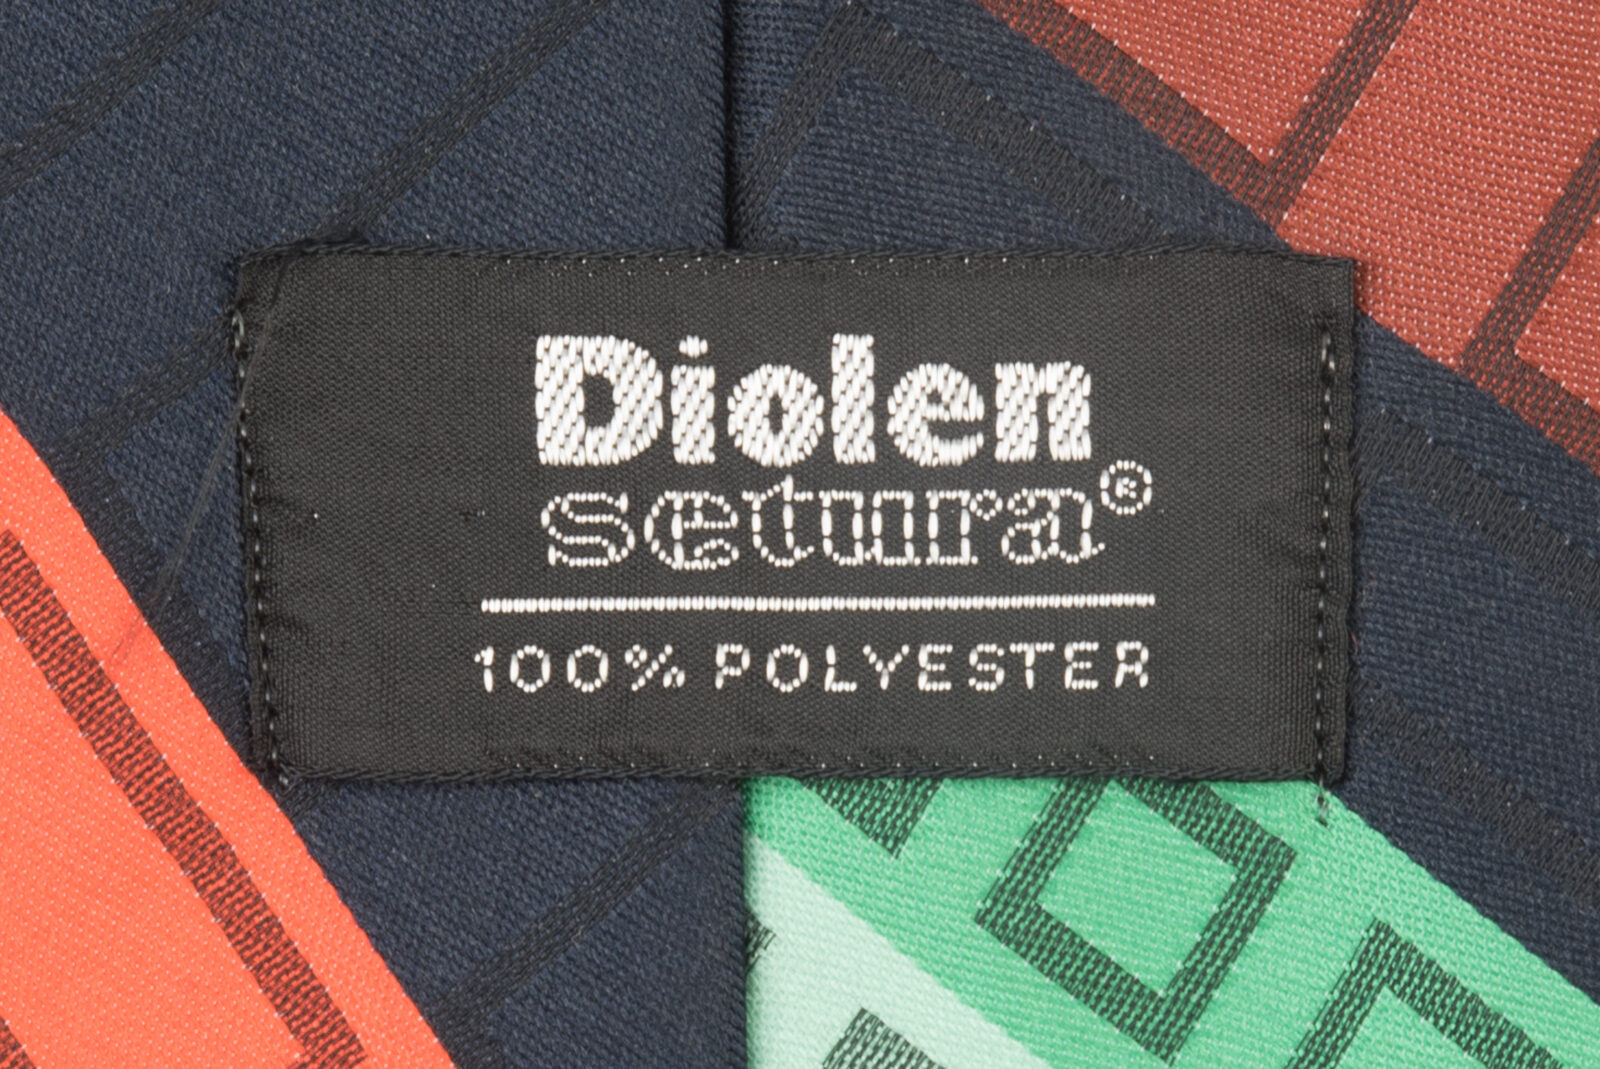 Diolen
setura®
100% POLYESTER